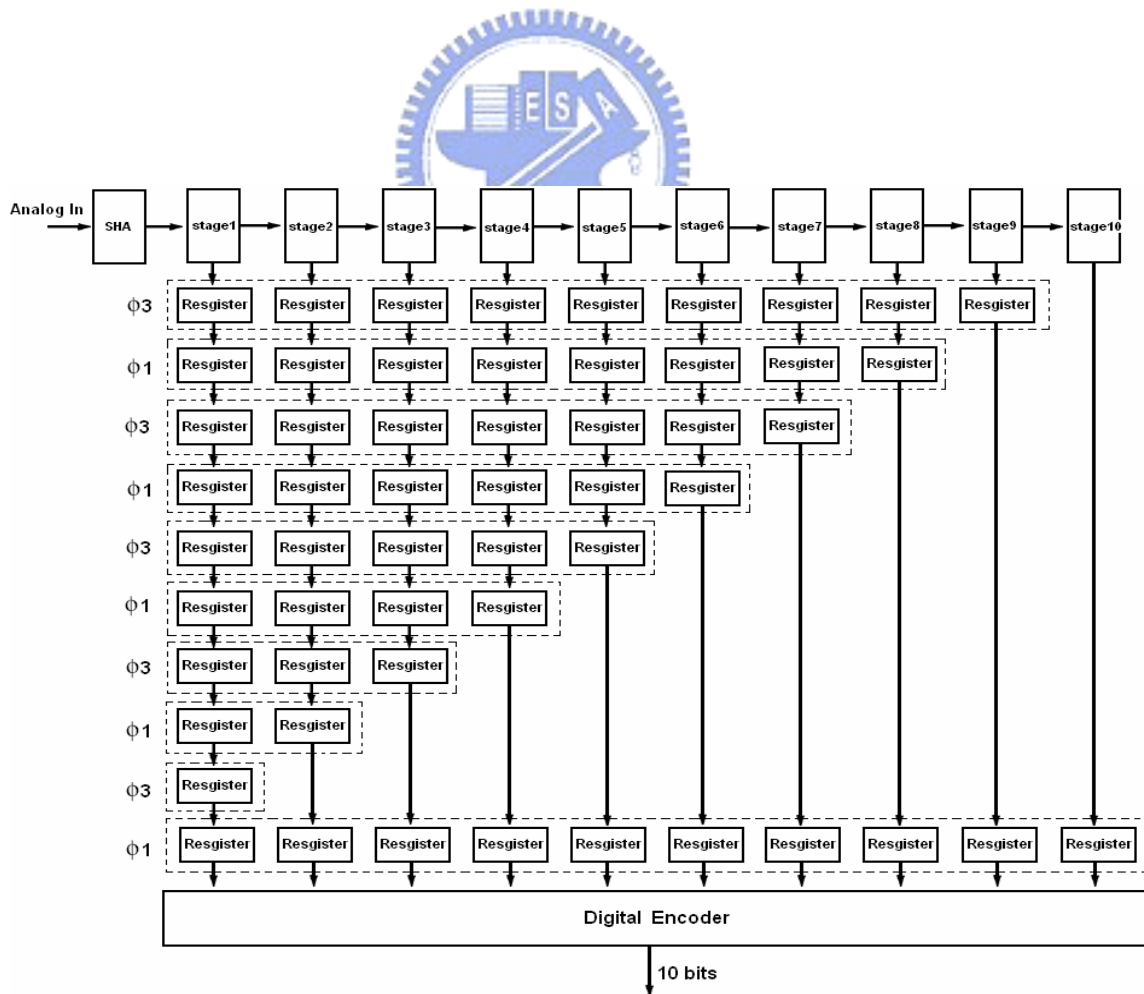 E S A
Analog In
SHA stage1 stage2 stage3 stage4 stage5 stage6 stage7 stage8 stage9 stage10
ϕ3 Resgister Resgister Resgister Resgister Resgister Resgister Resgister Resgister Resgister
ϕ1 Resgister Resgister Resgister Resgister Resgister Resgister Resgister Resgister
ϕ3 Resgister Resgister Resgister Resgister Resgister Resgister Resgister
ϕ1 Resgister Resgister Resgister Resgister Resgister Resgister
ϕ3 Resgister Resgister Resgister Resgister Resgister
ϕ1 Resgister Resgister Resgister Resgister
ϕ3 Resgister Resgister Resgister
ϕ1 Resgister Resgister
ϕ3 Resgister
ϕ1 Resgister Resgister Resgister Resgister Resgister Resgister Resgister Resgister Resgister Resgister
Digital Encoder
10 bits